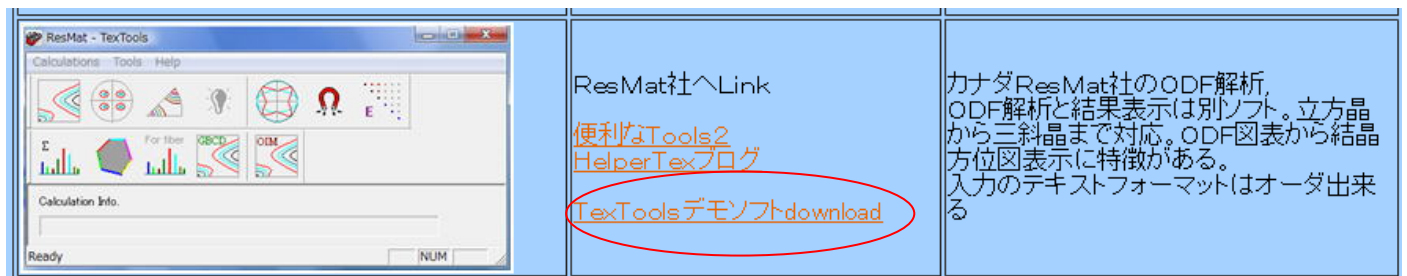 ResMat - TexTools
Calculations Tools Help
E
Σ
For fiber
GBCD
OIM
Calculation Info.
Ready
NUM
ResMat社へLink
便利なTools2
HelperTexブログ
TexToolsデモソフトdownload
カナダResMat社のODF解析,
ODF解析と結果表示は別ソフト。立方晶
から三斜晶まで対応。ODF図表から結晶
方位図表示に特徴がある。
入力のテキストフォーマットはオーダ出来
る